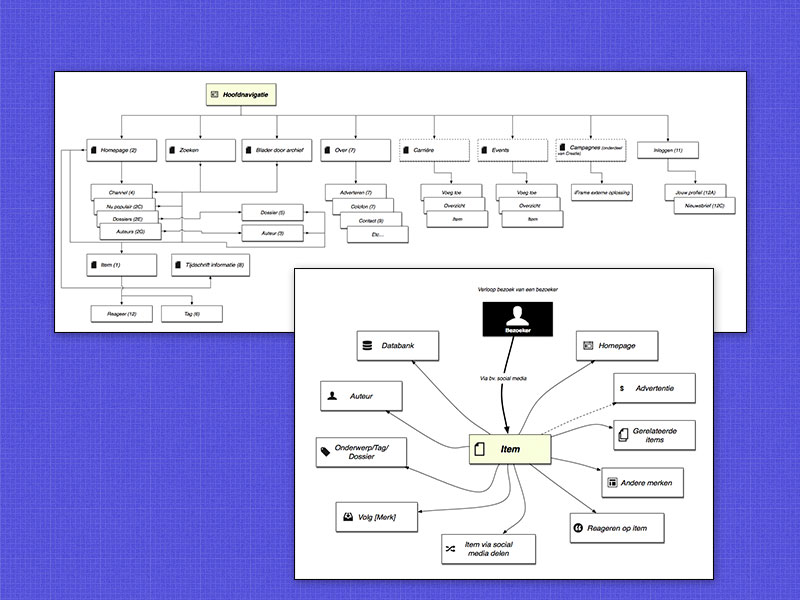 Hoofdnavigatie
Homepage (2)
Zoeken
Blader door archief
Over (7)
Carrière
Events
Campagnes (onderdeel
van Creatie)
Inloggen (11)
Channel (4)
Nu populair (2C)
Dossiers (2E)
Auteurs (2G)
Dossier (5)
Auteur (3)
Adverteren (7)
Colofon (7)
Contact (9)
Etc...
Voeg toe
Overzicht
Item
Voeg toe
Overzicht
Item
iFrame externe oplossing
Jouw profiel (12A)
Nieuwsbrief (12C)
Item (1)
Tijdschrift informatie (8)
Reageer (12)
Tag (6)
Verloop bezoek van een bezoeker
Bezoeker
Databank
Homepage
Via bv. social media
Auteur
$ Advertentie
Gerelateerde
items
Item
Onderwerp/Tag/
Dossier
Andere merken
Volg [Merk]
Reageren op item
Item via social
media delen